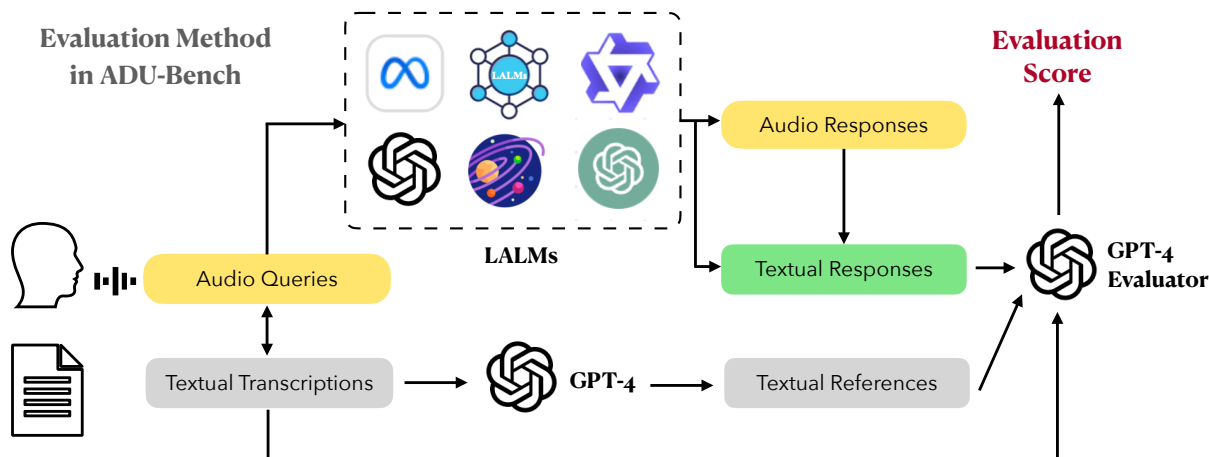 Evaluation Method
in ADU-Bench
LALMs
LALMs
Evaluation
Score
Audio Responses
Audio Queries
Textual Responses
GPT-4
Evaluator
Textual Transcriptions
GPT-4
Textual References